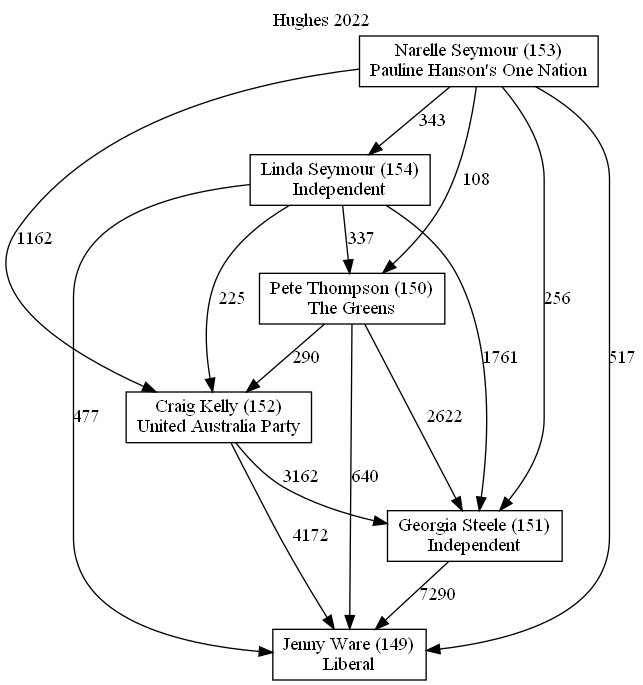 Hughes 2022
Narelle Seymour (153)
Pauline Hanson's One Nation
343
Linda Seymour (154)
Independent
108
1162
337
225
256
Pete Thompson (150)
The Greens
290
1761
517
Craig Kelly (152)
United Australia Party
477
2622
3162
640
Georgia Steele (151)
Independent
4172
7290
Jenny Ware (149)
Liberal